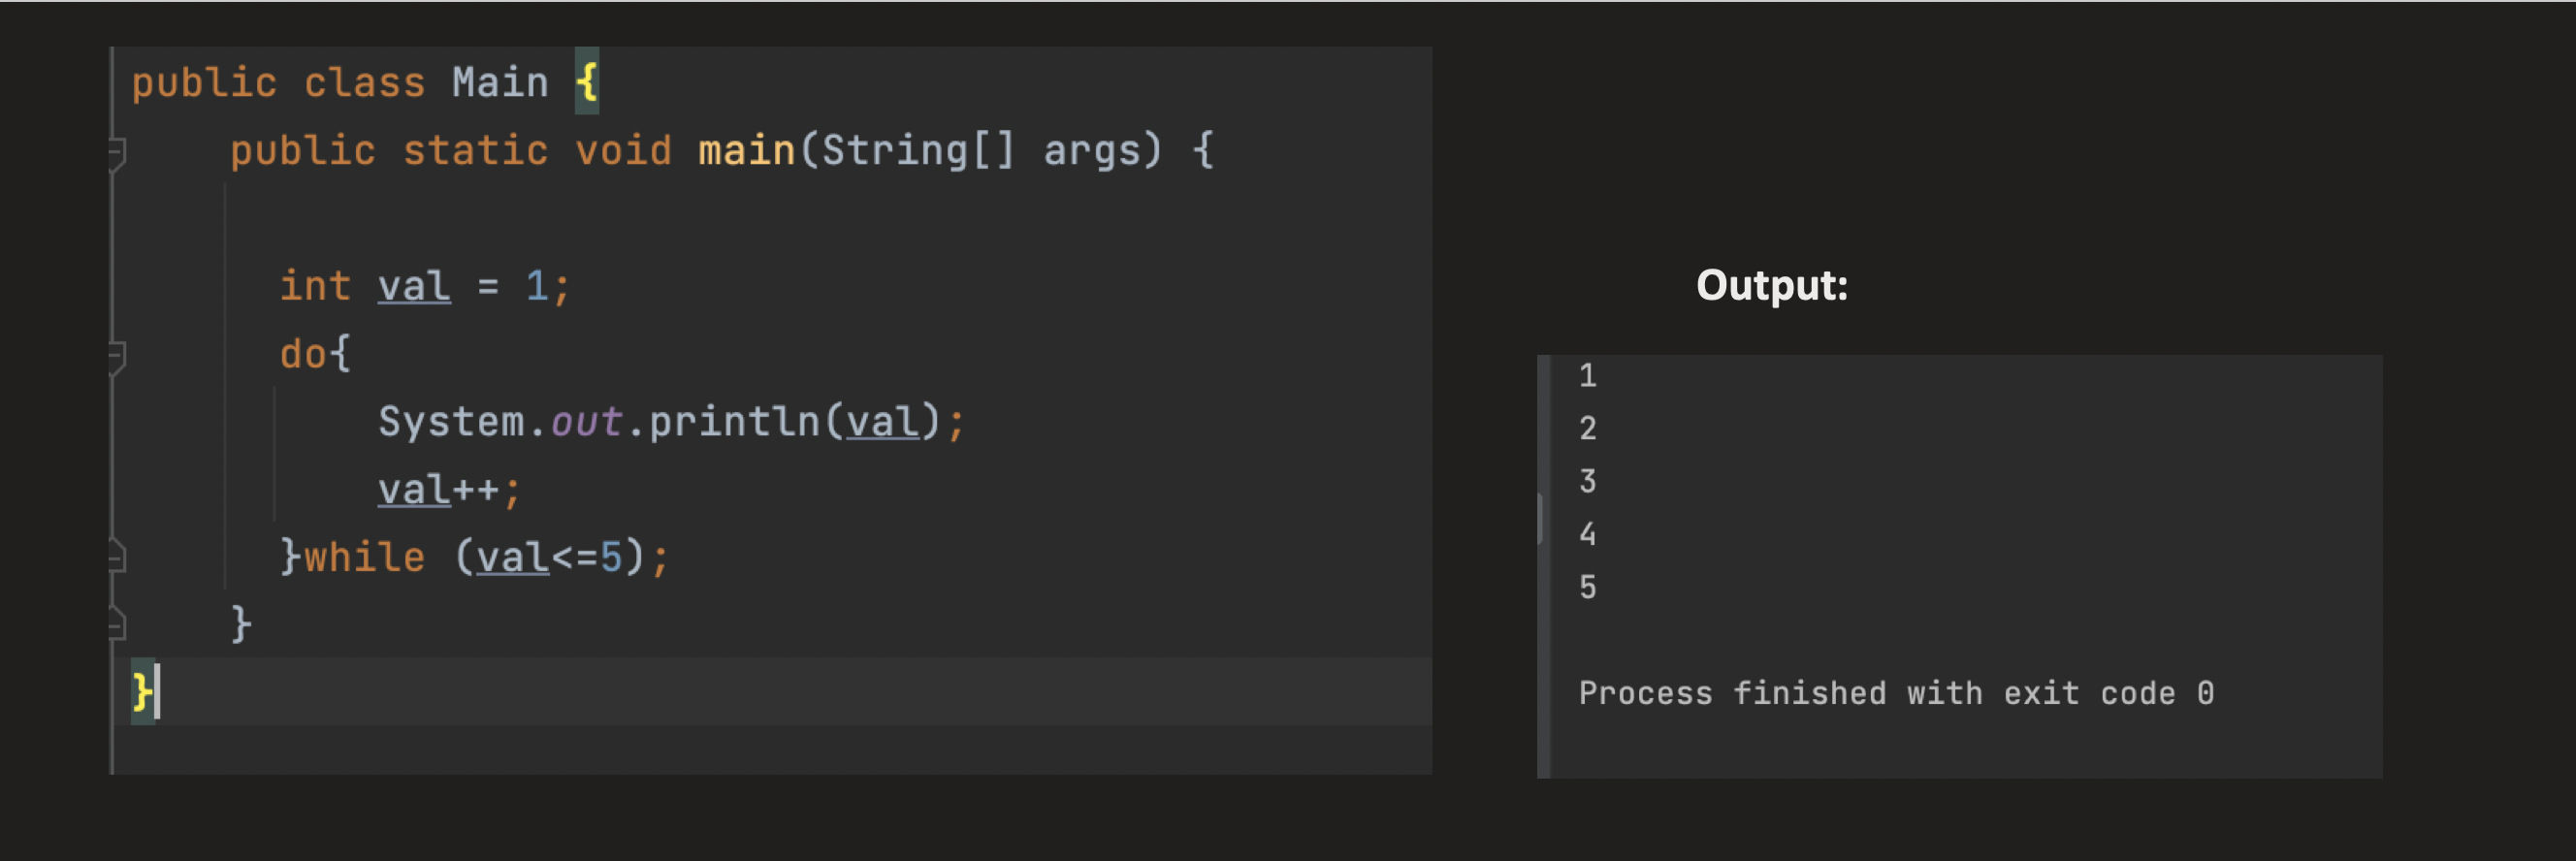 public class Main {
    public static void main(String[] args) {

      int val = 1;
      do{
          System.out.println(val);
          val++;
      }while (val<=5);
    }
}
Output:
1
2
3
4
5
Process finished with exit code 0